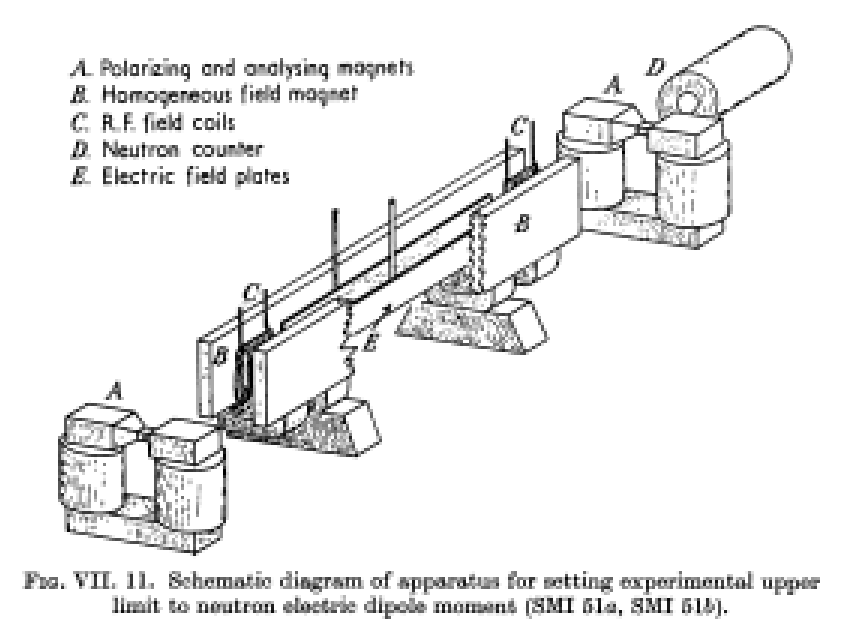 A. Polarizing and analysing magnets
B. Homogeneous field magnet
C. R.F. field coils
D. Neutron counter
E. Electric field plates
D
A
C
B
C
E
B
A
FIG. VII. 11. Schematic diagram of apparatus for setting experimental upper
limit to neutron electric dipole moment (SMI 51a, SMI 51b).